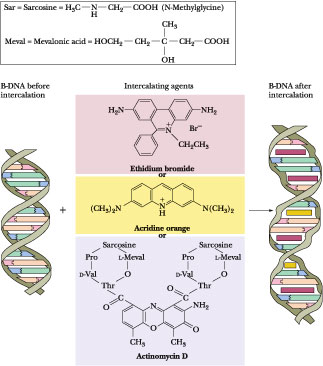 Sar = Sarcosine = H₃C—N—CH₂—COOH (N-Methylglycine)
H
CH₃
Meval = Mevalonic acid = HOCH₂—CH₂—C—CH₂—COOH
OH
B-DNA before
intercalation
Intercalating agents
B-DNA after
intercalation
H₂N
NH₂
N
+
Br⁻
CH₂CH₃
Ethidium bromide
or
+
(CH₃)₂N
N
+
H
N(CH₃)₂
Acridine orange
or
Sarcosine
Sarcosine
Pro
L-Meval
Pro
L-Meval
D-Val
O
D-Val
O
Thr
Thr
C
O
C
O
N
NH₂
O
O
CH₃
CH₃
Actinomycin D